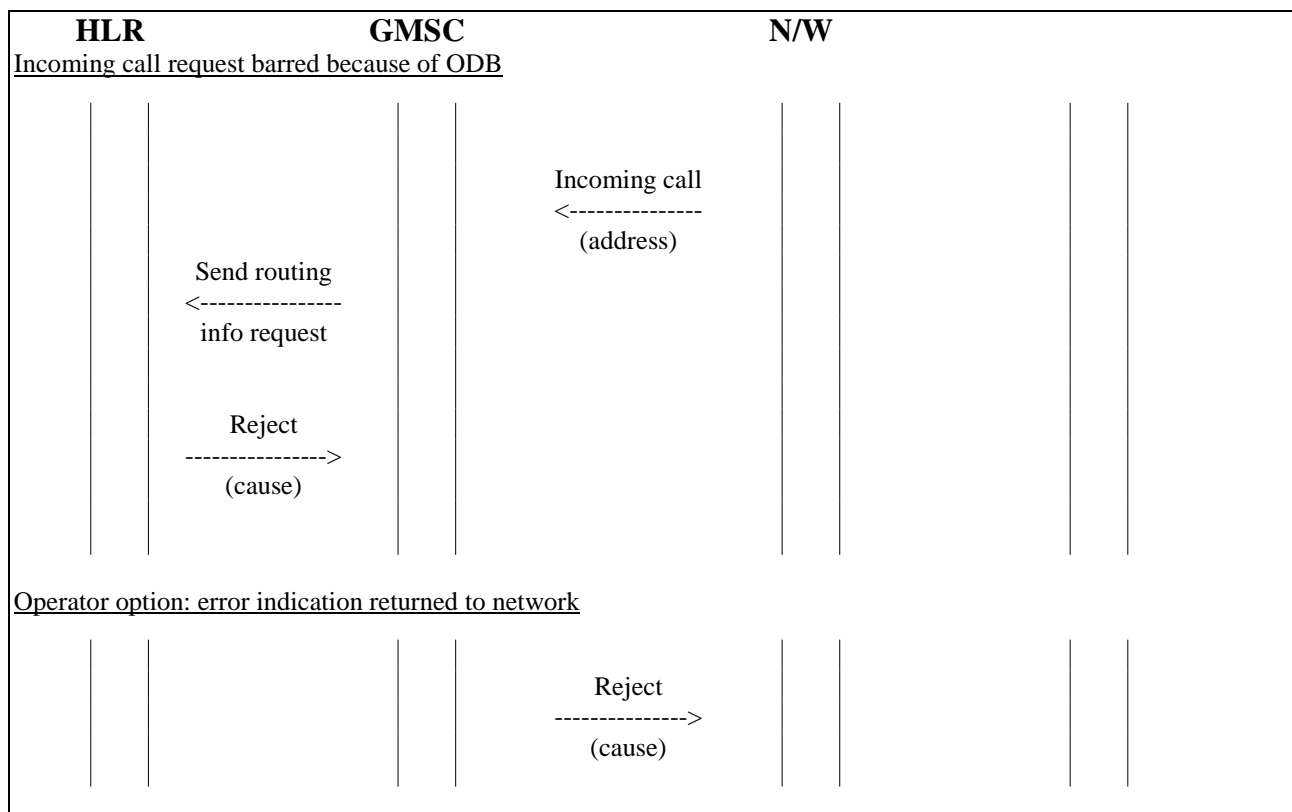 HLR GMSC N/W
Incoming call request barred because of ODB
Incoming call
<---------------
(address)
Send routing
<----------------
info request
Reject
---------------->
(cause)
Operator option: error indication returned to network
Reject
--------------->
(cause)